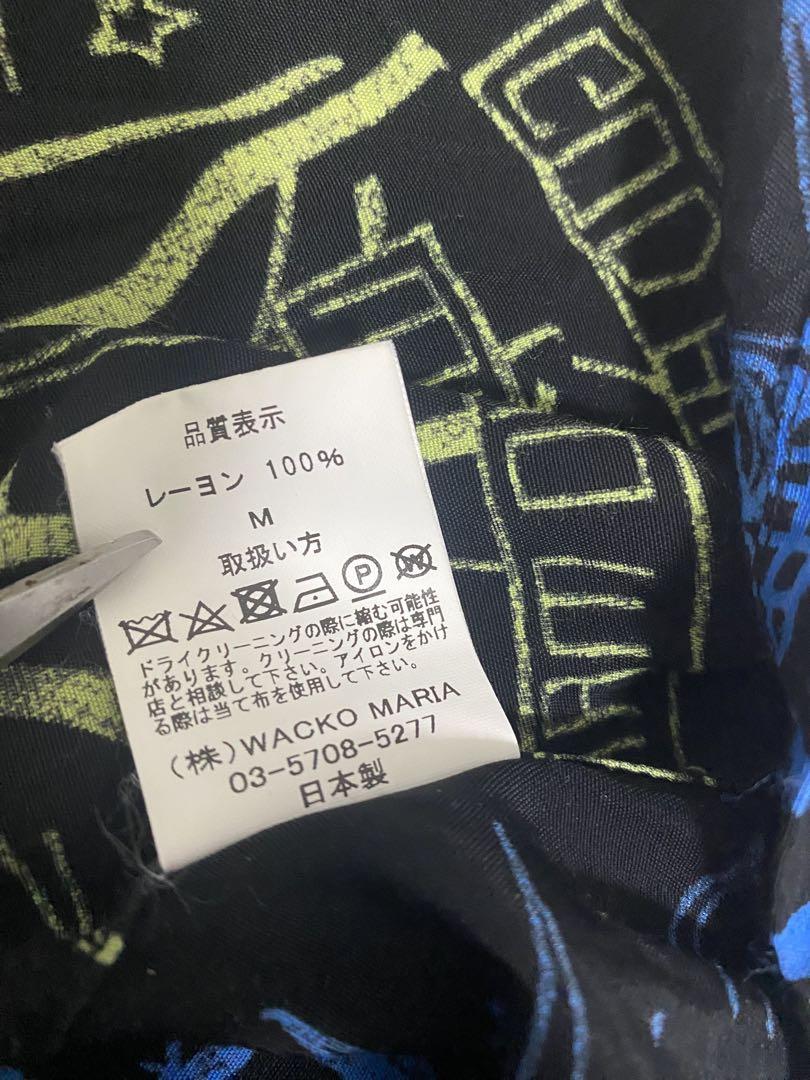 品質表示
レーヨン 100%
M
取扱い方
P
W
ドライクリーニングの際に縮む可能性
があります。クリーニングの際は専門
店と相談して下さい。アイロンをかけ
る際は当て布を使用して下さい。
(株)WACKO MARIA
03-5708-5277
日本製